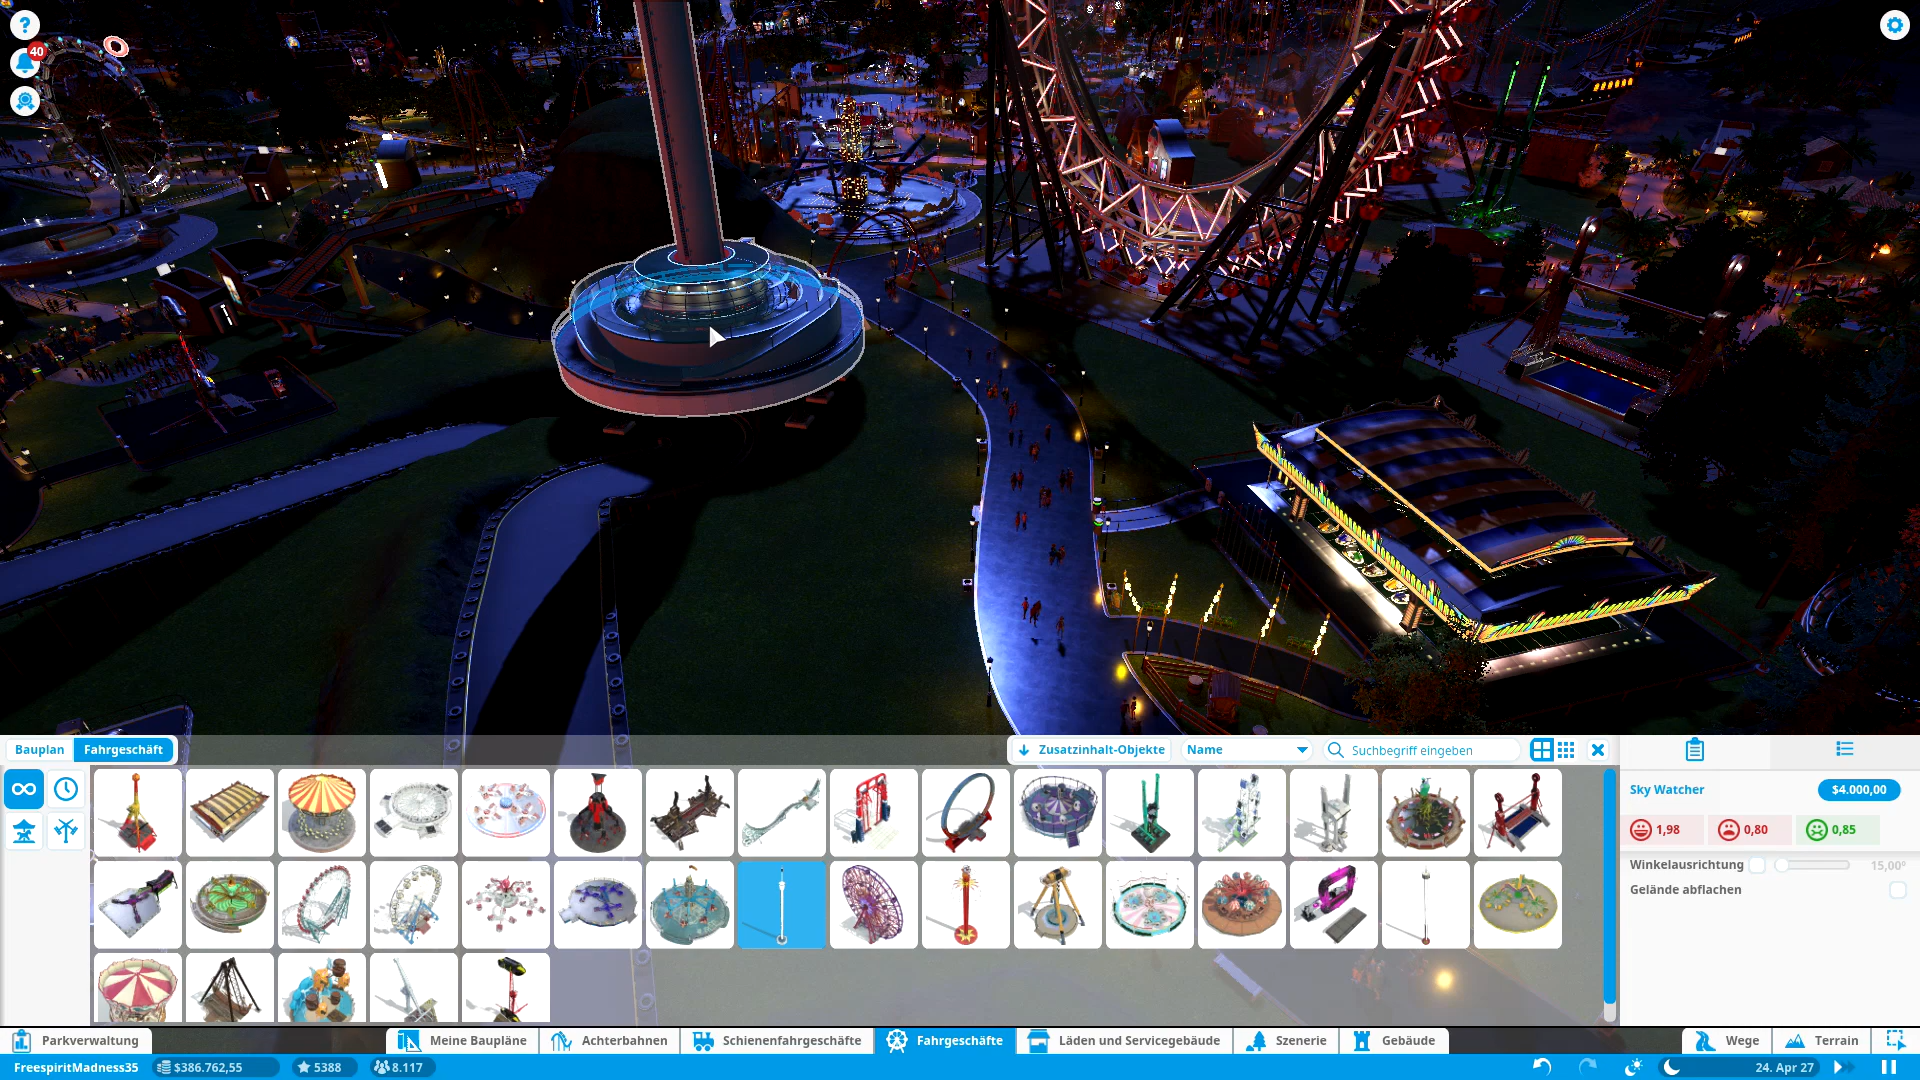 ?
40
Bauplan
Fahrgeschäft
Zusatzinhalt-Objekte
Name
Suchbegriff eingeben
Sky Watcher
$4.000,00
1,98
0,80
0,85
Winkelausrichtung
15,00°
Gelände abflachen
Parkverwaltung
Meine Baupläne
Achterbahnen
Schienenfahrgeschäfte
Fahrgeschäfte
Läden und Servicegebäude
Szenerie
Gebäude
Wege
Terrain
FreespiritMadness35
$386.762,55
5388
8.117
24. Apr 27